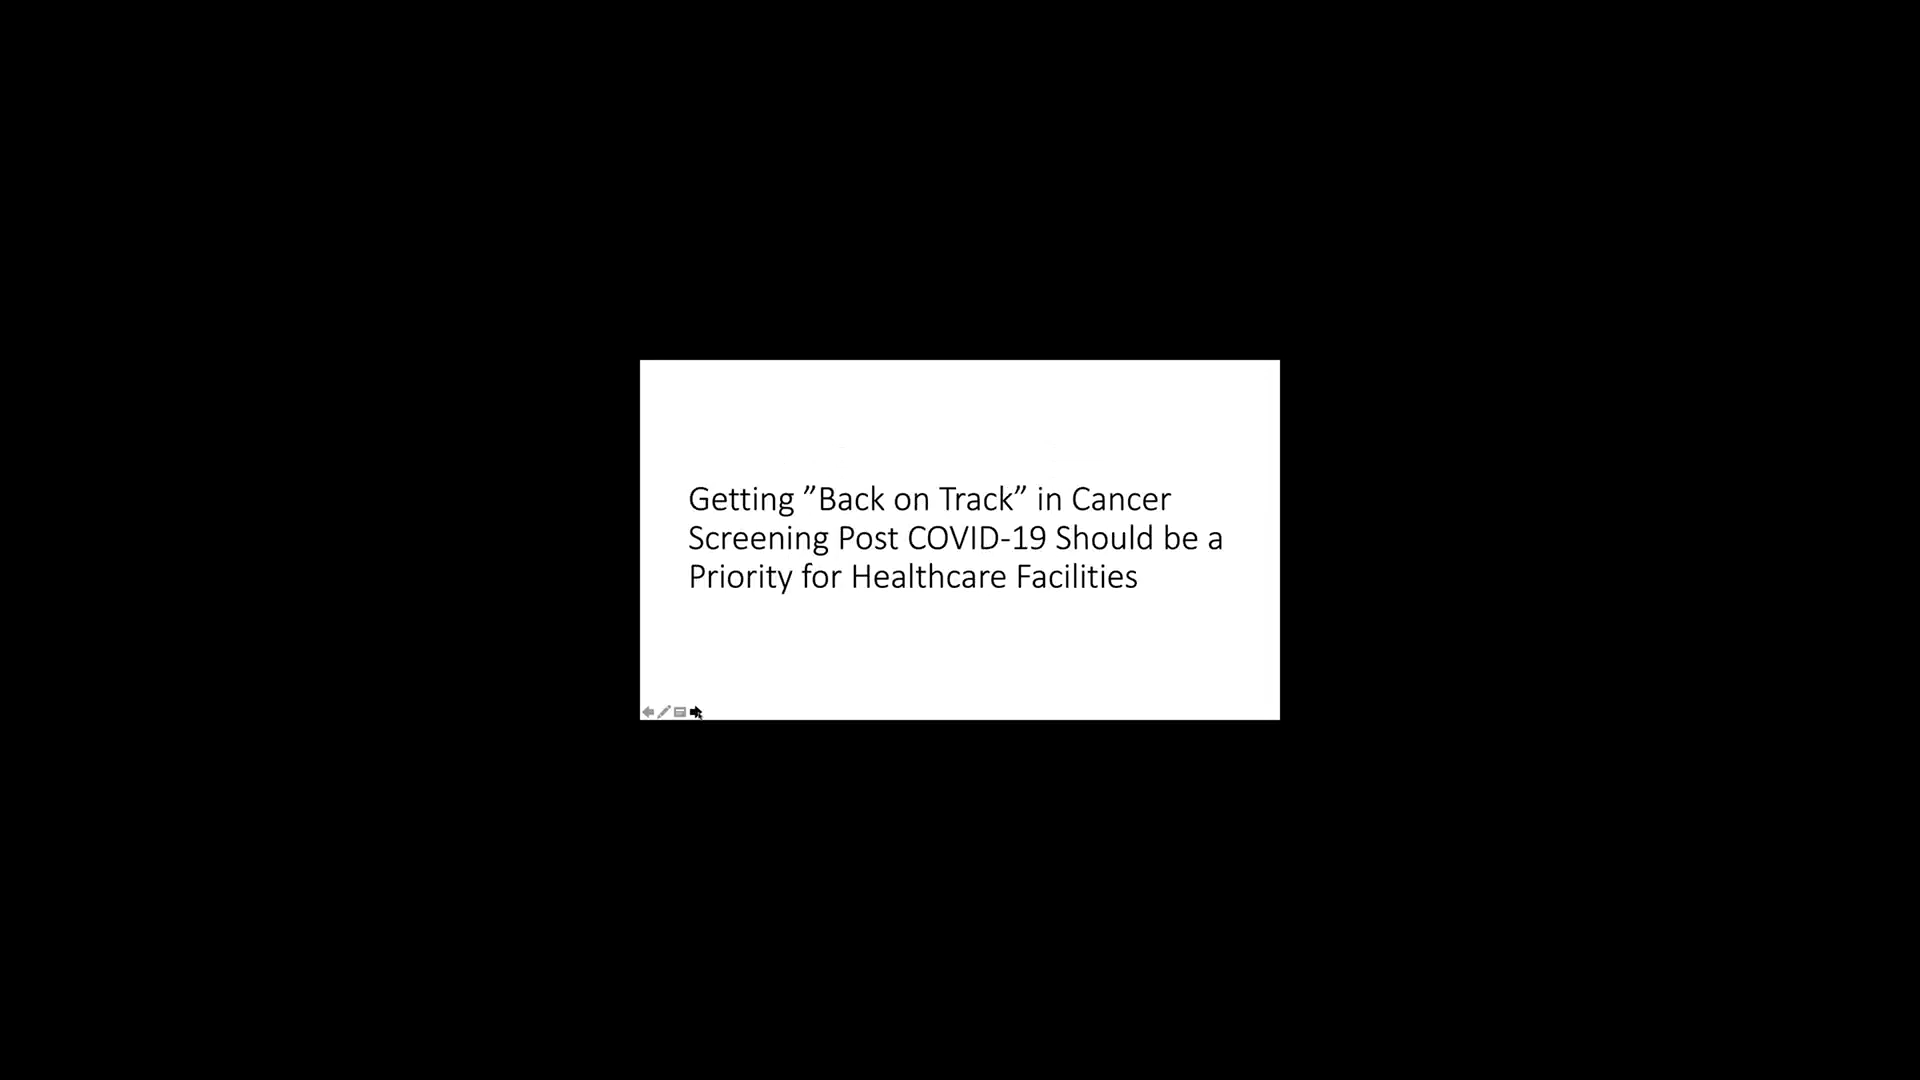 Getting ”Back on Track” in Cancer
Screening Post COVID-19 Should be a
Priority for Healthcare Facilities